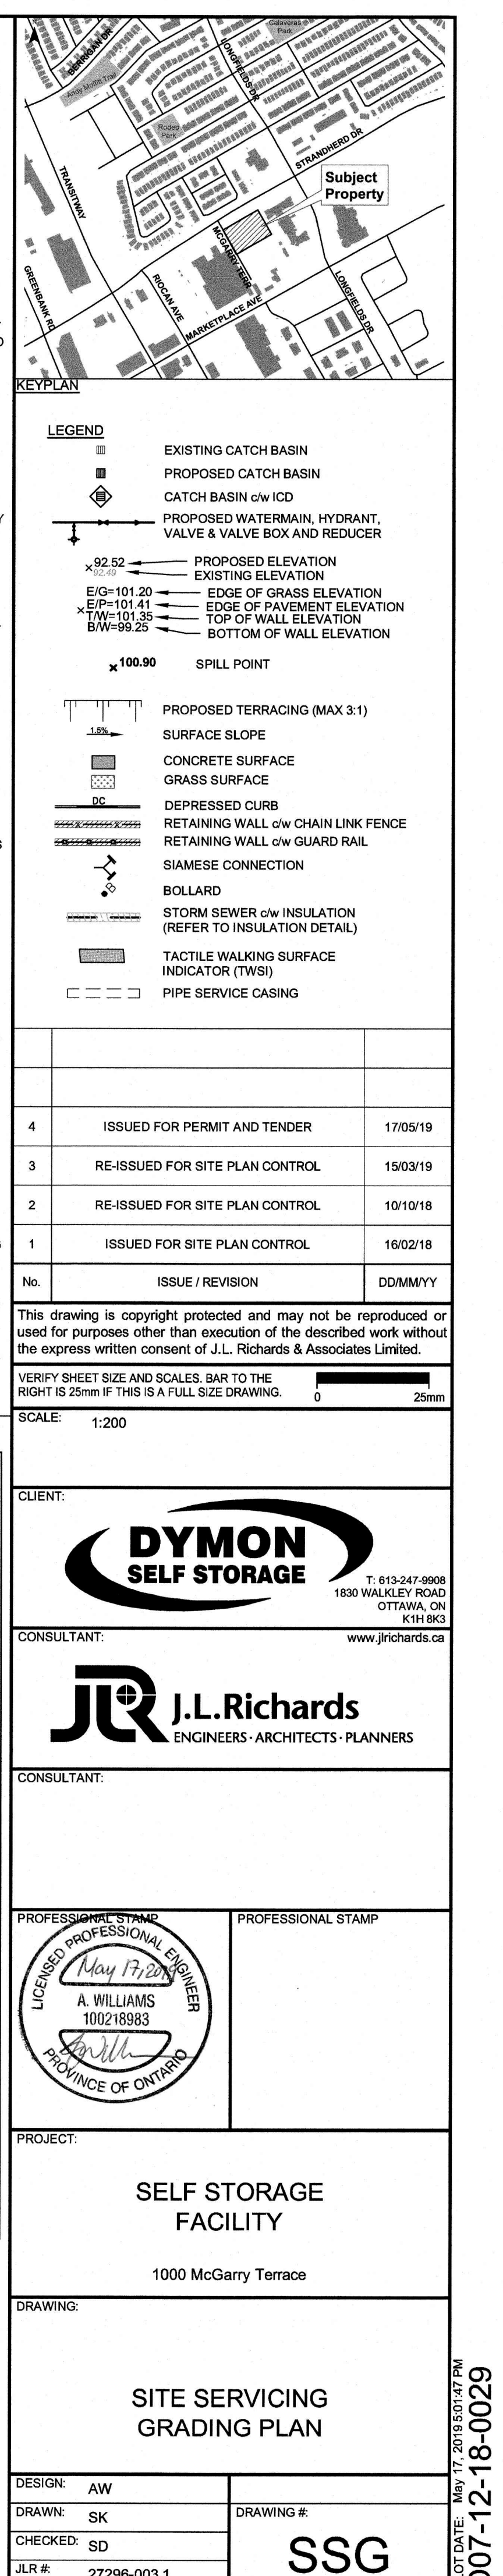 Calaveras
Park
BERRIGAN DR
LONGFIELDS DR
Andy Moffitt Trail
Rodeo
Park
STRANDHERD DR
TRANSITWAY
Subject
Property
MCGARRY TERR
GREENBANK RD
RIOCAN AVE
MARKETPLACE AVE
LONGFIELDS DR
KEYPLAN
LEGEND
EXISTING CATCH BASIN
PROPOSED CATCH BASIN
CATCH BASIN c/w ICD
PROPOSED WATERMAIN, HYDRANT,
VALVE & VALVE BOX AND REDUCER
×92.52 PROPOSED ELEVATION
92.49 EXISTING ELEVATION
E/G=101.20 EDGE OF GRASS ELEVATION
×E/P=101.41 EDGE OF PAVEMENT ELEVATION
T/W=101.35 TOP OF WALL ELEVATION
B/W=99.25 BOTTOM OF WALL ELEVATION
×100.90 SPILL POINT
PROPOSED TERRACING (MAX 3:1)
1.5% SURFACE SLOPE
CONCRETE SURFACE
GRASS SURFACE
DC DEPRESSED CURB
RETAINING WALL c/w CHAIN LINK FENCE
RETAINING WALL c/w GUARD RAIL
SIAMESE CONNECTION
BOLLARD
STORM SEWER c/w INSULATION
(REFER TO INSULATION DETAIL)
TACTILE WALKING SURFACE
INDICATOR (TWSI)
PIPE SERVICE CASING
4 ISSUED FOR PERMIT AND TENDER 17/05/19
3 RE-ISSUED FOR SITE PLAN CONTROL 15/03/19
2 RE-ISSUED FOR SITE PLAN CONTROL 10/10/18
1 ISSUED FOR SITE PLAN CONTROL 16/02/18
No. ISSUE / REVISION DD/MM/YY
This drawing is copyright protected and may not be reproduced or
used for purposes other than execution of the described work without
the express written consent of J.L. Richards & Associates Limited.
VERIFY SHEET SIZE AND SCALES. BAR TO THE
RIGHT IS 25mm IF THIS IS A FULL SIZE DRAWING.
0 25mm
SCALE: 1:200
CLIENT:
DYMON
SELF STORAGE
T: 613-247-9908
1830 WALKLEY ROAD
OTTAWA, ON
K1H 8K3
CONSULTANT: www.jlrichards.ca
JLR J.L.Richards
ENGINEERS · ARCHITECTS · PLANNERS
CONSULTANT:
PROFESSIONAL STAMP PROFESSIONAL STAMP
LICENSED PROFESSIONAL ENGINEER
May 17, 2019
A. WILLIAMS
100218983
PROVINCE OF ONTARIO
PROJECT:
SELF STORAGE
FACILITY
1000 McGarry Terrace
DRAWING:
SITE SERVICING
GRADING PLAN
DESIGN: AW
DRAWN: SK
CHECKED: SD
JLR #: 27296-003.1
DRAWING #:
SSG
LOT DATE: May 17, 2019 5:01:47 PM
D07-12-18-0029